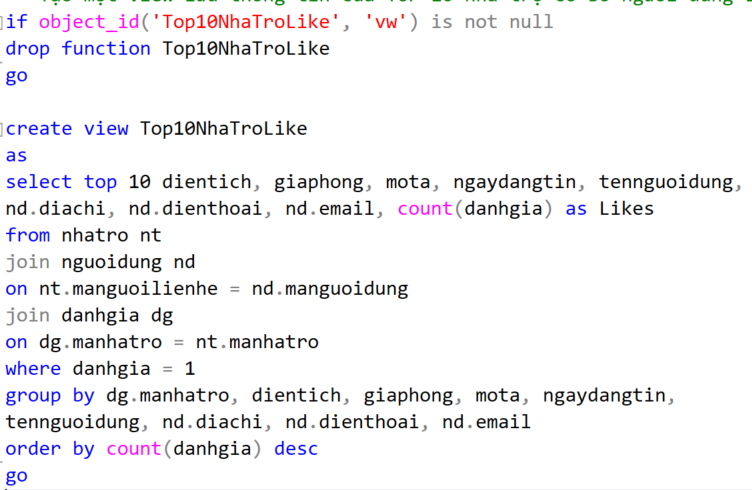 if object_id('Top10NhaTroLike', 'vw') is not null
drop function Top10NhaTroLike
go
create view Top10NhaTroLike
as
select top 10 dientich, giaphong, mota, ngaydangtin, tennguoidung,
nd.diachi, nd.dienthoai, nd.email, count(danhgia) as Likes
from nhatro nt
join nguoidung nd
on nt.manguoilienhe = nd.manguoidung
join danhgia dg
on dg.manhatro = nt.manhatro
where danhgia = 1
group by dg.manhatro, dientich, giaphong, mota, ngaydangtin,
tennguoidung, nd.diachi, nd.dienthoai, nd.email
order by count(danhgia) desc
go